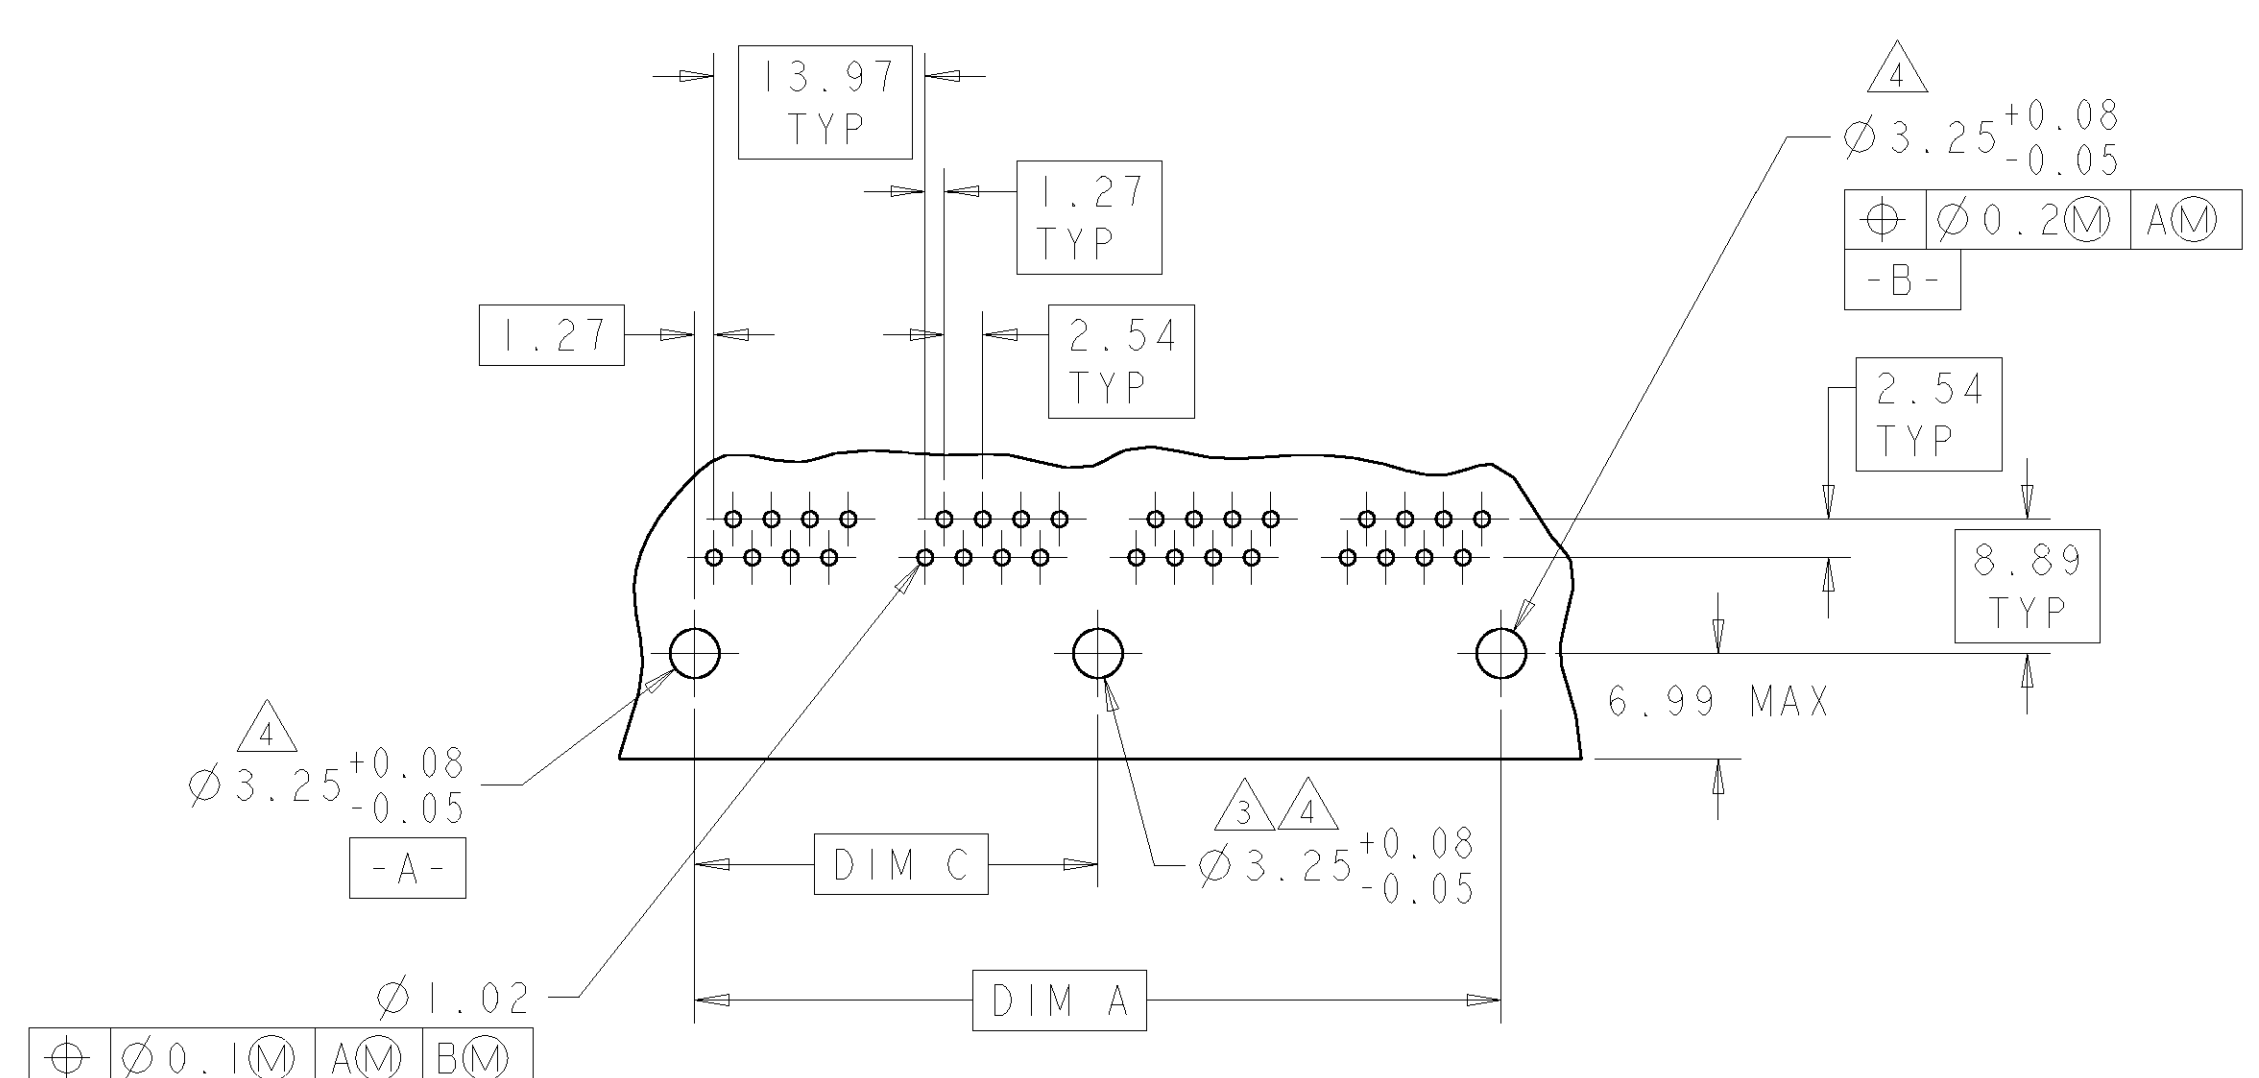 13.97
TYP
4
Ø3.25 +0.08
-0.05
⌖ Ø0.2Ⓜ AⓂ
-B-
1.27
TYP
1.27
2.54
TYP
2.54
TYP
8.89
TYP
6.99 MAX
4
Ø3.25 +0.08
-0.05
-A-
3 4
Ø3.25 +0.08
-0.05
DIM C
DIM A
Ø1.02
⌖ Ø0.1Ⓜ AⓂ BⓂ